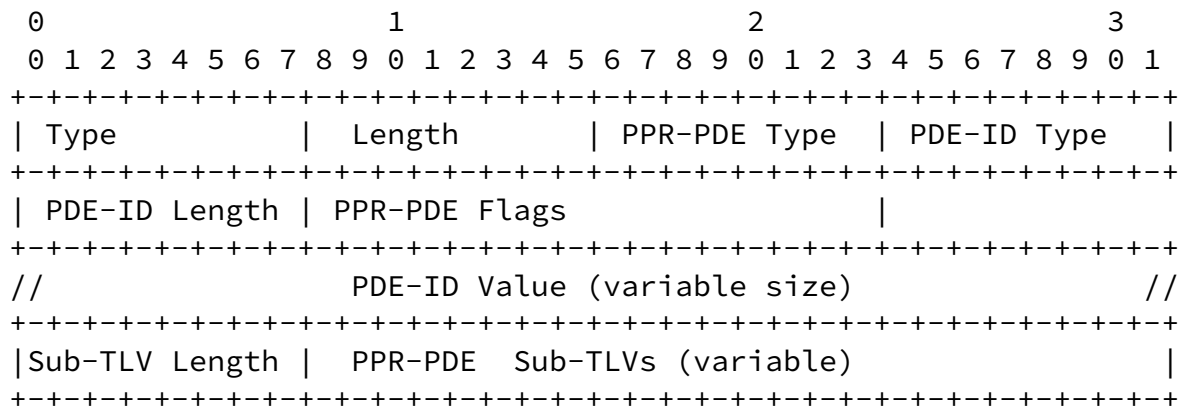 0                   1                   2                   3
 0 1 2 3 4 5 6 7 8 9 0 1 2 3 4 5 6 7 8 9 0 1 2 3 4 5 6 7 8 9 0 1
+-+-+-+-+-+-+-+-+-+-+-+-+-+-+-+-+-+-+-+-+-+-+-+-+-+-+-+-+-+-+-+-+
| Type          |  Length       | PPR-PDE Type  | PDE-ID Type   |
+-+-+-+-+-+-+-+-+-+-+-+-+-+-+-+-+-+-+-+-+-+-+-+-+-+-+-+-+-+-+-+-+
| PDE-ID Length | PPR-PDE Flags                 |
+-+-+-+-+-+-+-+-+-+-+-+-+-+-+-+-+-+-+-+-+-+-+-+-+-+-+-+-+-+-+-+-+
//                 PDE-ID Value (variable size)                //
+-+-+-+-+-+-+-+-+-+-+-+-+-+-+-+-+-+-+-+-+-+-+-+-+-+-+-+-+-+-+-+-+
|Sub-TLV Length |  PPR-PDE  Sub-TLVs (variable)                 |
+-+-+-+-+-+-+-+-+-+-+-+-+-+-+-+-+-+-+-+-+-+-+-+-+-+-+-+-+-+-+-+-+